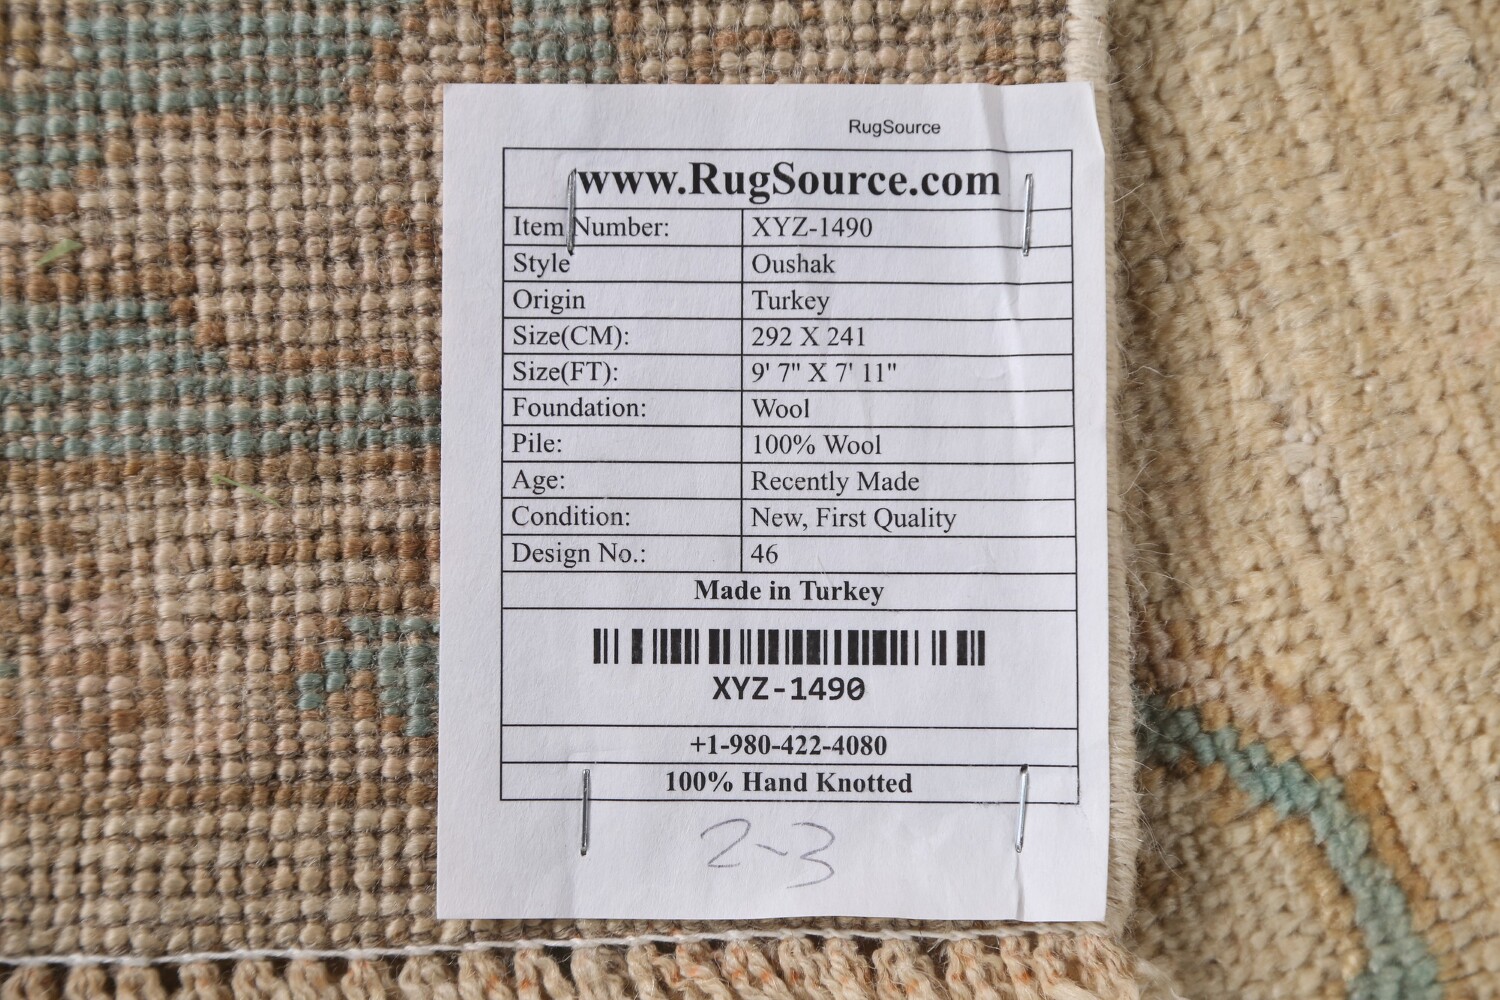 RugSource
www.RugSource.com
Item Number: XYZ-1490
Style Oushak
Origin Turkey
Size(CM): 292 X 241
Size(FT): 9' 7" X 7' 11"
Foundation: Wool
Pile: 100% Wool
Age: Recently Made
Condition: New, First Quality
Design No.: 46
Made in Turkey
XYZ-1490
+1-980-422-4080
100% Hand Knotted
2-3